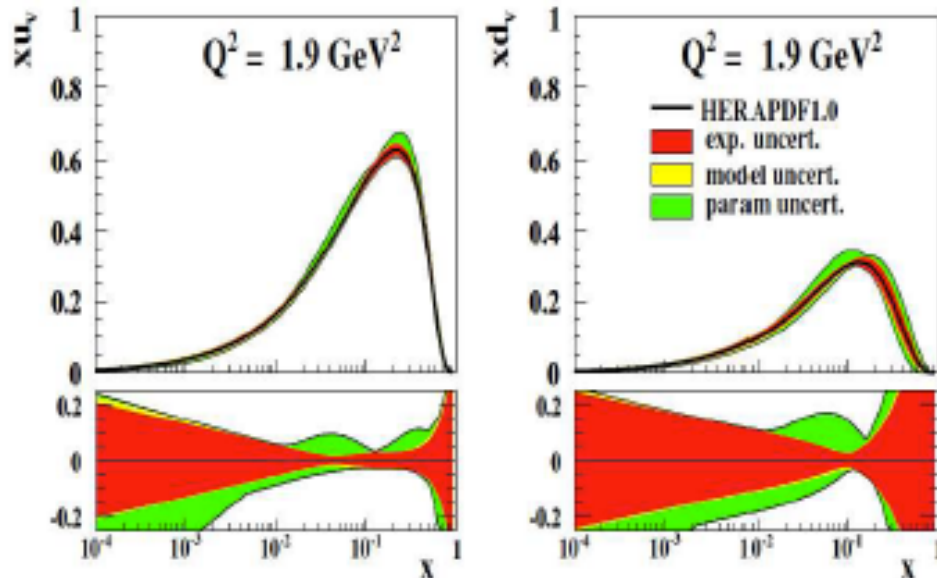 xu_v
1
Q² = 1.9 GeV²
0.8
0.6
0.4
0.2
0
0.2
0
-0.2
10⁻⁴ 10⁻³ 10⁻² 10⁻¹ 1
x
xd_v
1
Q² = 1.9 GeV²
0.8
HERAPDF1.0
exp. uncert.
model uncert.
param uncert.
0.6
0.4
0.2
0
0.2
0
-0.2
10⁻⁴ 10⁻³ 10⁻² 10⁻¹ 1
x